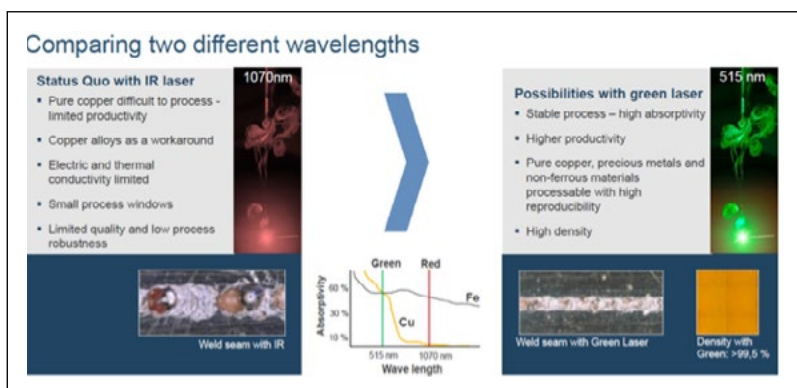 Comparing two different wavelengths
Status Quo with IR laser
1070nm
Pure copper difficult to process -
limited productivity
Copper alloys as a workaround
Electric and thermal
conductivity limited
Small process windows
Limited quality and low process
robustness
Weld seam with IR
Green
Red
Absorptivity
60 %
30 %
10 %
Fe
Cu
515 nm
1070 nm
Wave length
Possibilities with green laser
515 nm
Stable process – high absorptivity
Higher productivity
Pure copper, precious metals and
non-ferrous materials
processable with high
reproducibility
High density
Weld seam with Green Laser
Density with
Green: >99,5 %